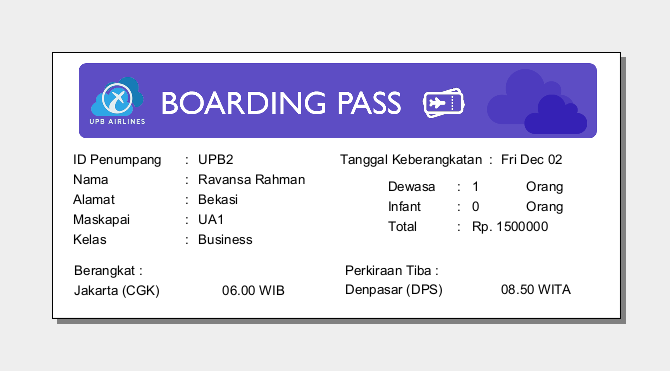 UPB AIRLINES
BOARDING PASS
ID Penumpang : UPB2
Nama : Ravansa Rahman
Alamat : Bekasi
Maskapai : UA1
Kelas : Business
Tanggal Keberangkatan : Fri Dec 02
Dewasa : 1 Orang
Infant : 0 Orang
Total : Rp. 1500000
Berangkat :
Jakarta (CGK) 06.00 WIB
Perkiraan Tiba :
Denpasar (DPS) 08.50 WITA